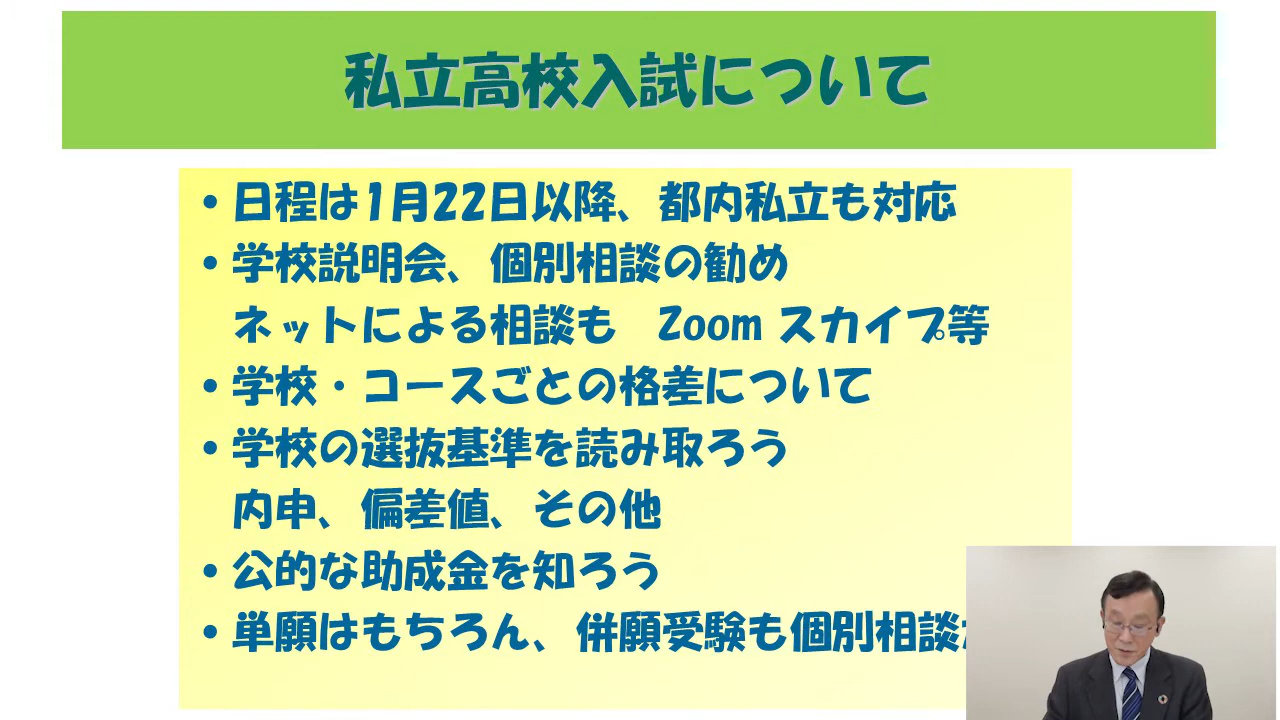 私立高校入試について
・日程は1月22日以降、都内私立も対応
・学校説明会、個別相談の勧め
ネットによる相談も　Zoom スカイプ等
・学校・コースごとの格差について
・学校の選抜基準を読み取ろう
内申、偏差値、その他
・公的な助成金を知ろう
・単願はもちろん、併願受験も個別相談